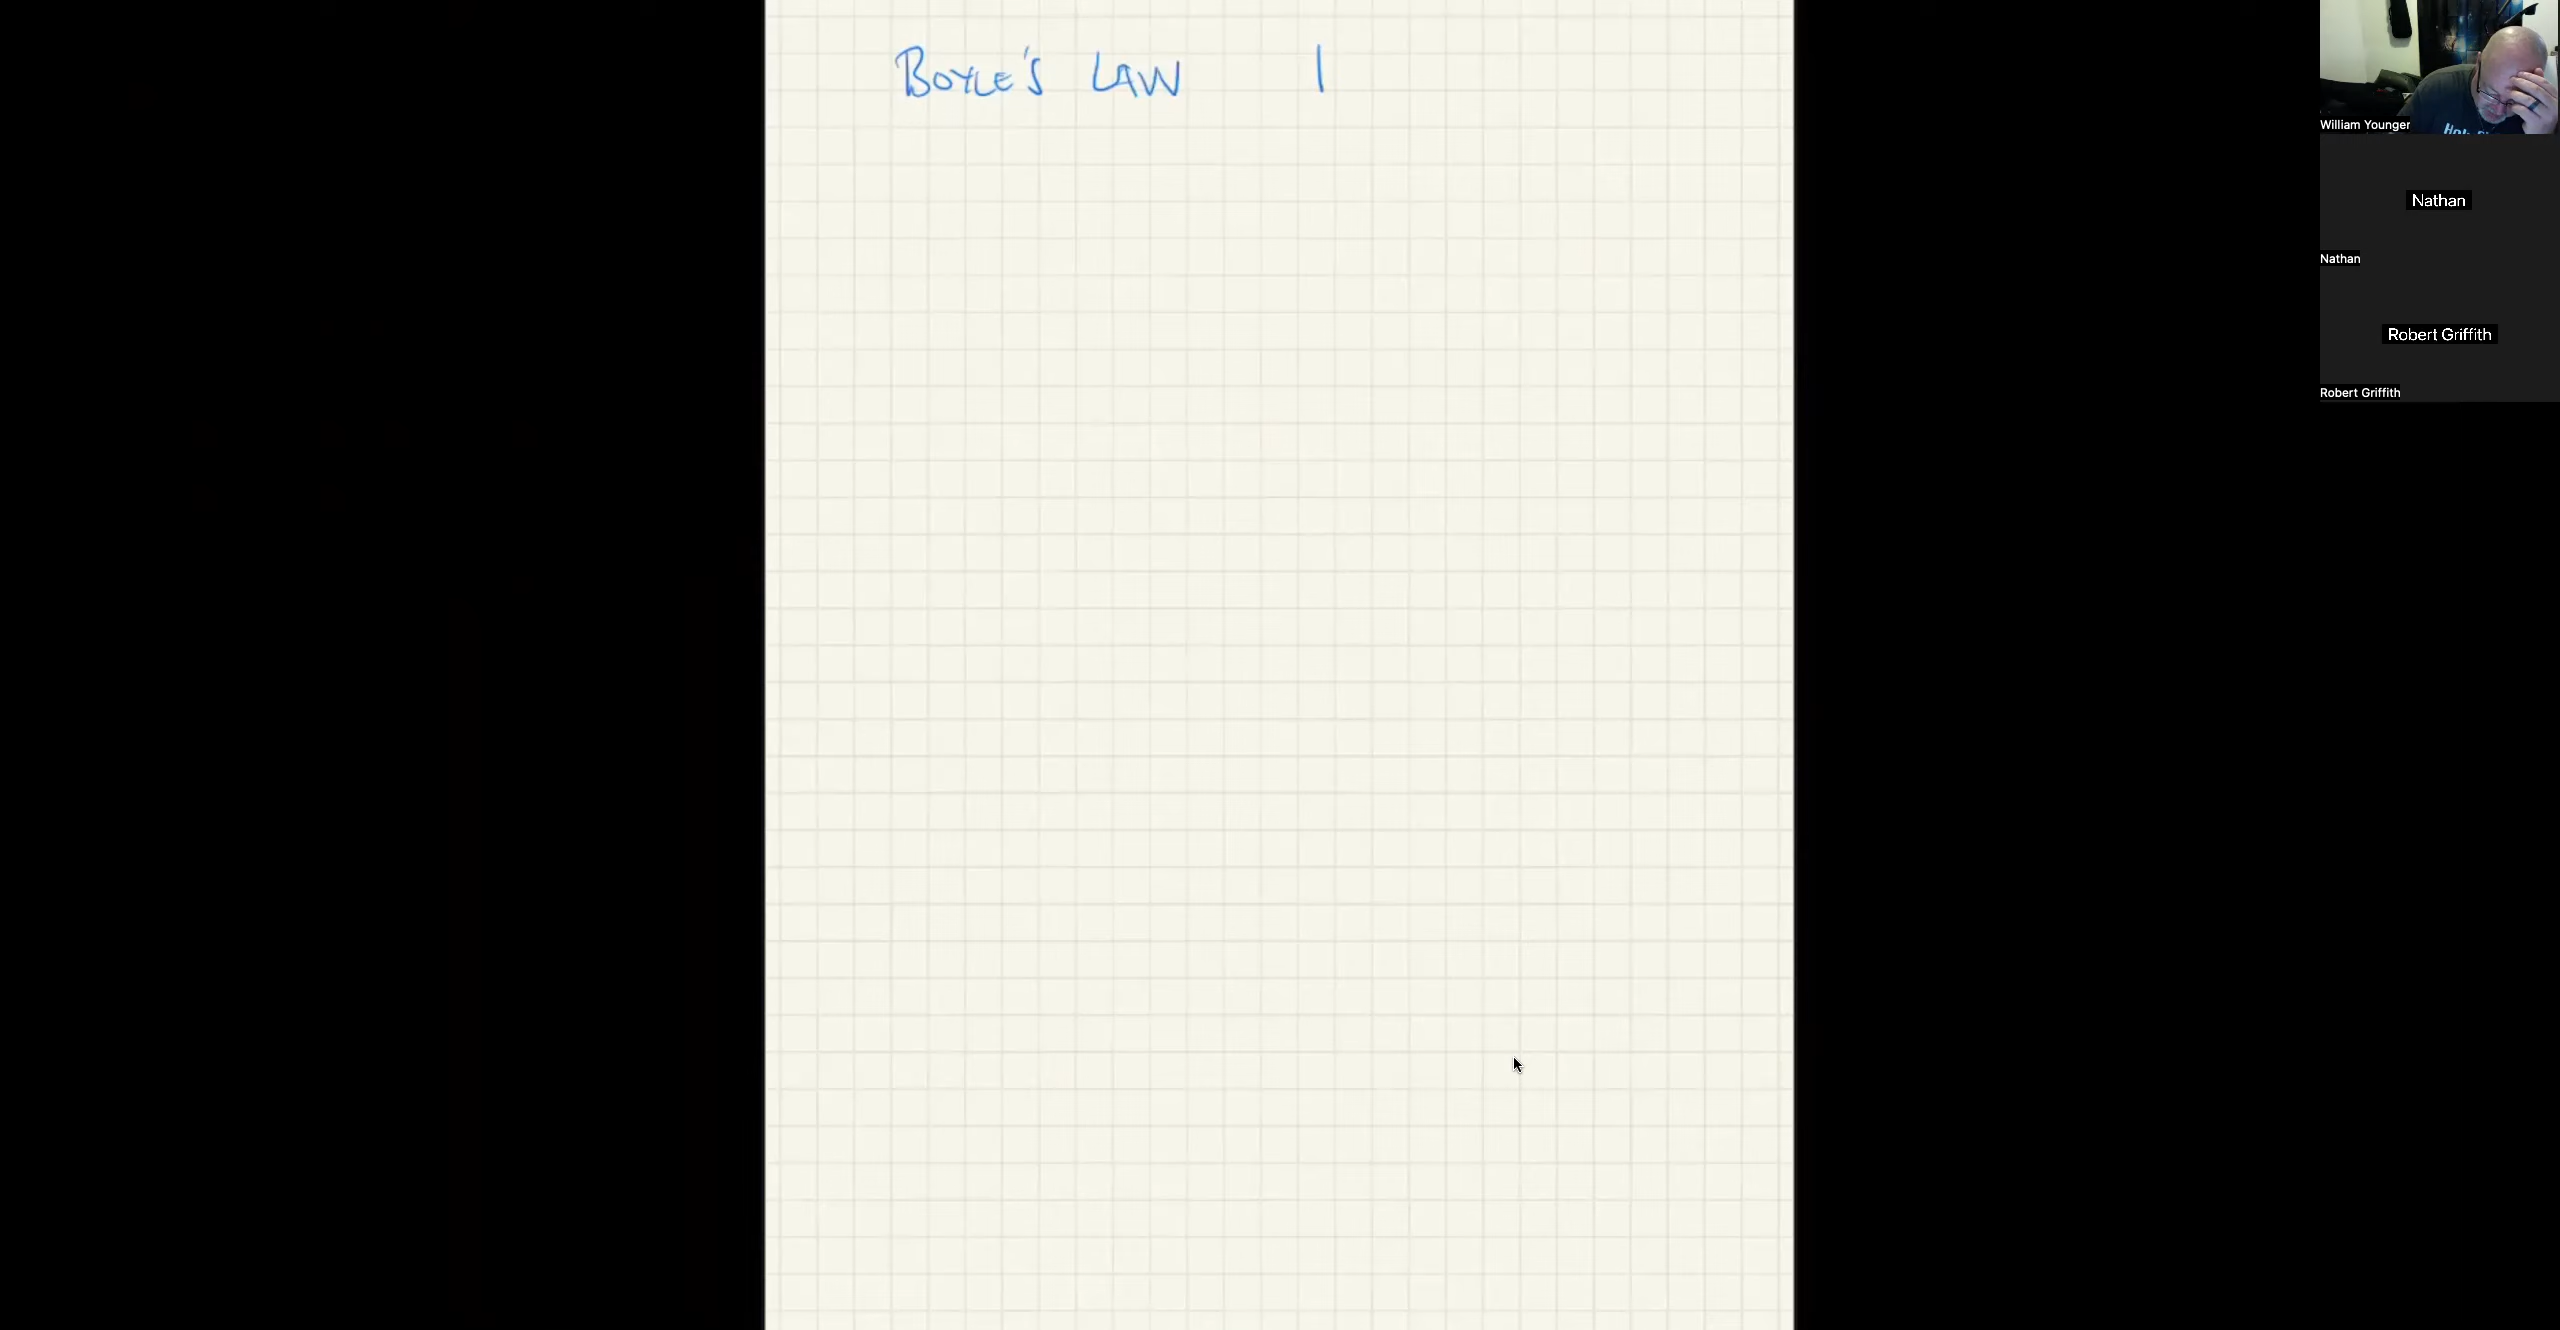 BOYLE'S LAW |
William Younger
Nathan
Nathan
Robert Griffith
Robert Griffith